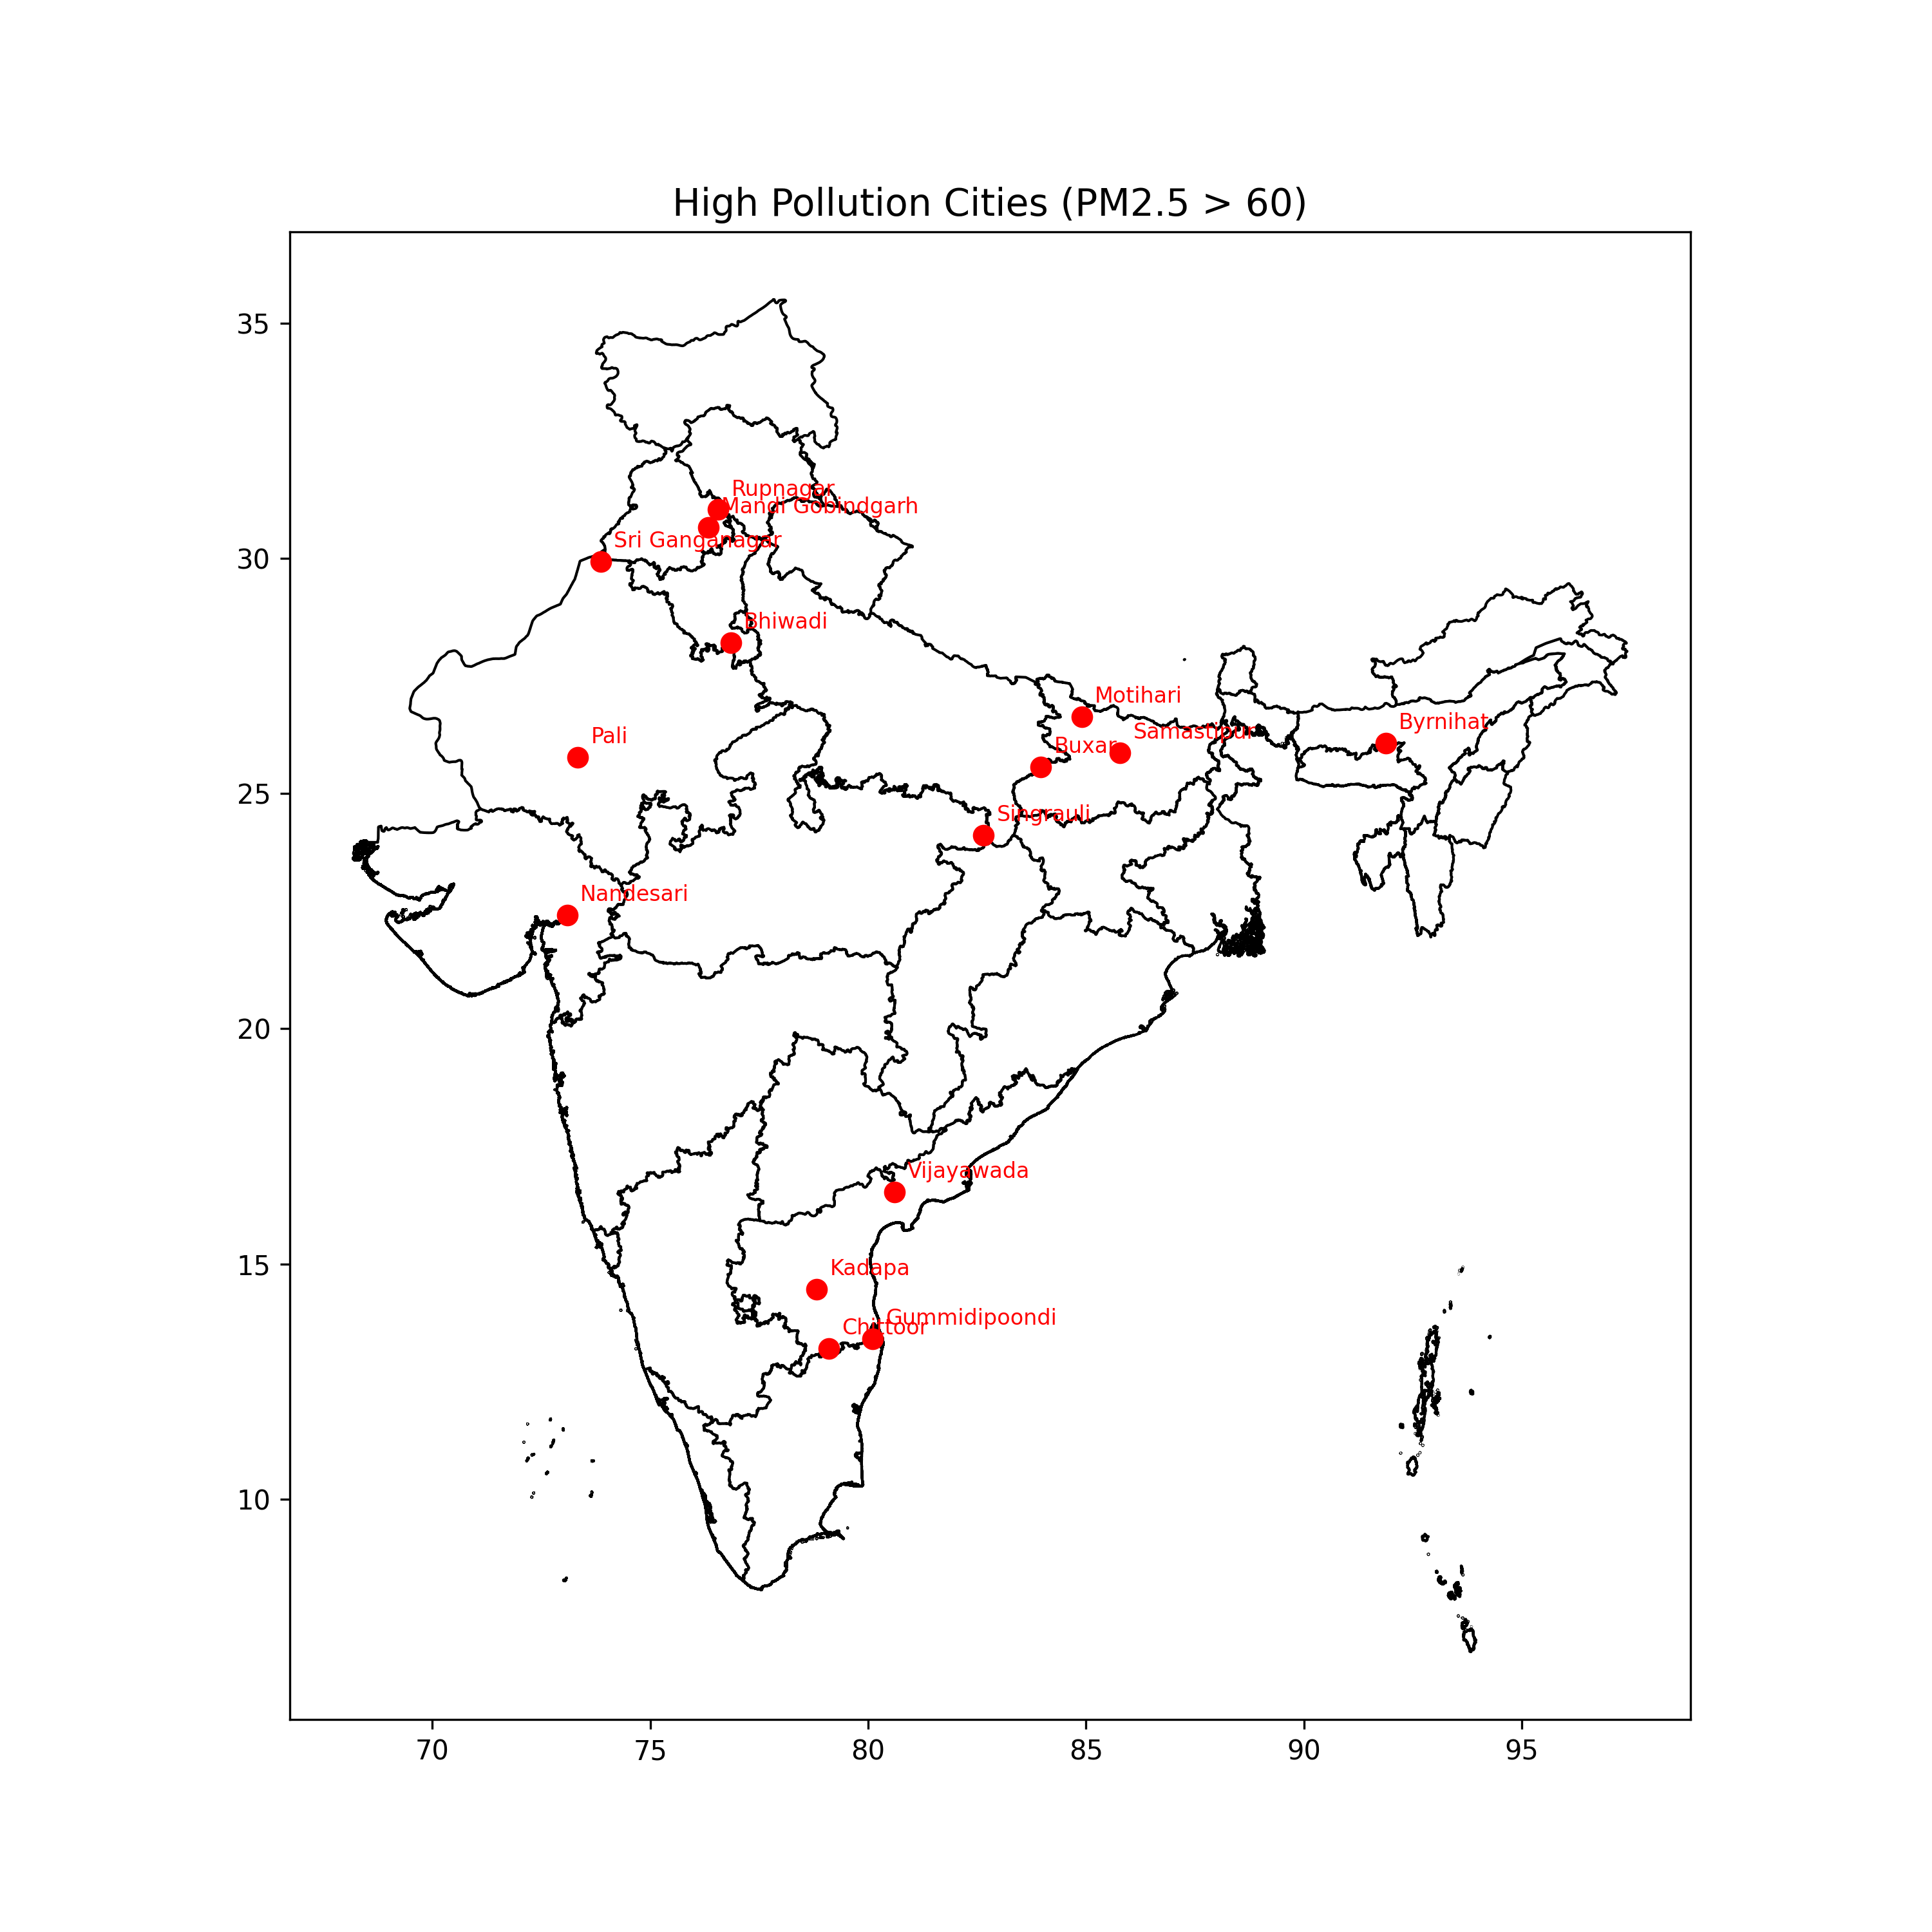 High Pollution Cities (PM2.5 > 60)
35
30
25
20
15
10
Rupnagar
Mandi Gobindgarh
Sri Ganganagar
Bhiwadi
Motihari
Byrnihat
Samastipur
Pali
Buxar
Singrauli
Nandesari
Vijayawada
Kadapa
Gummidipoondi
Chittoor
70 75 80 85 90 95